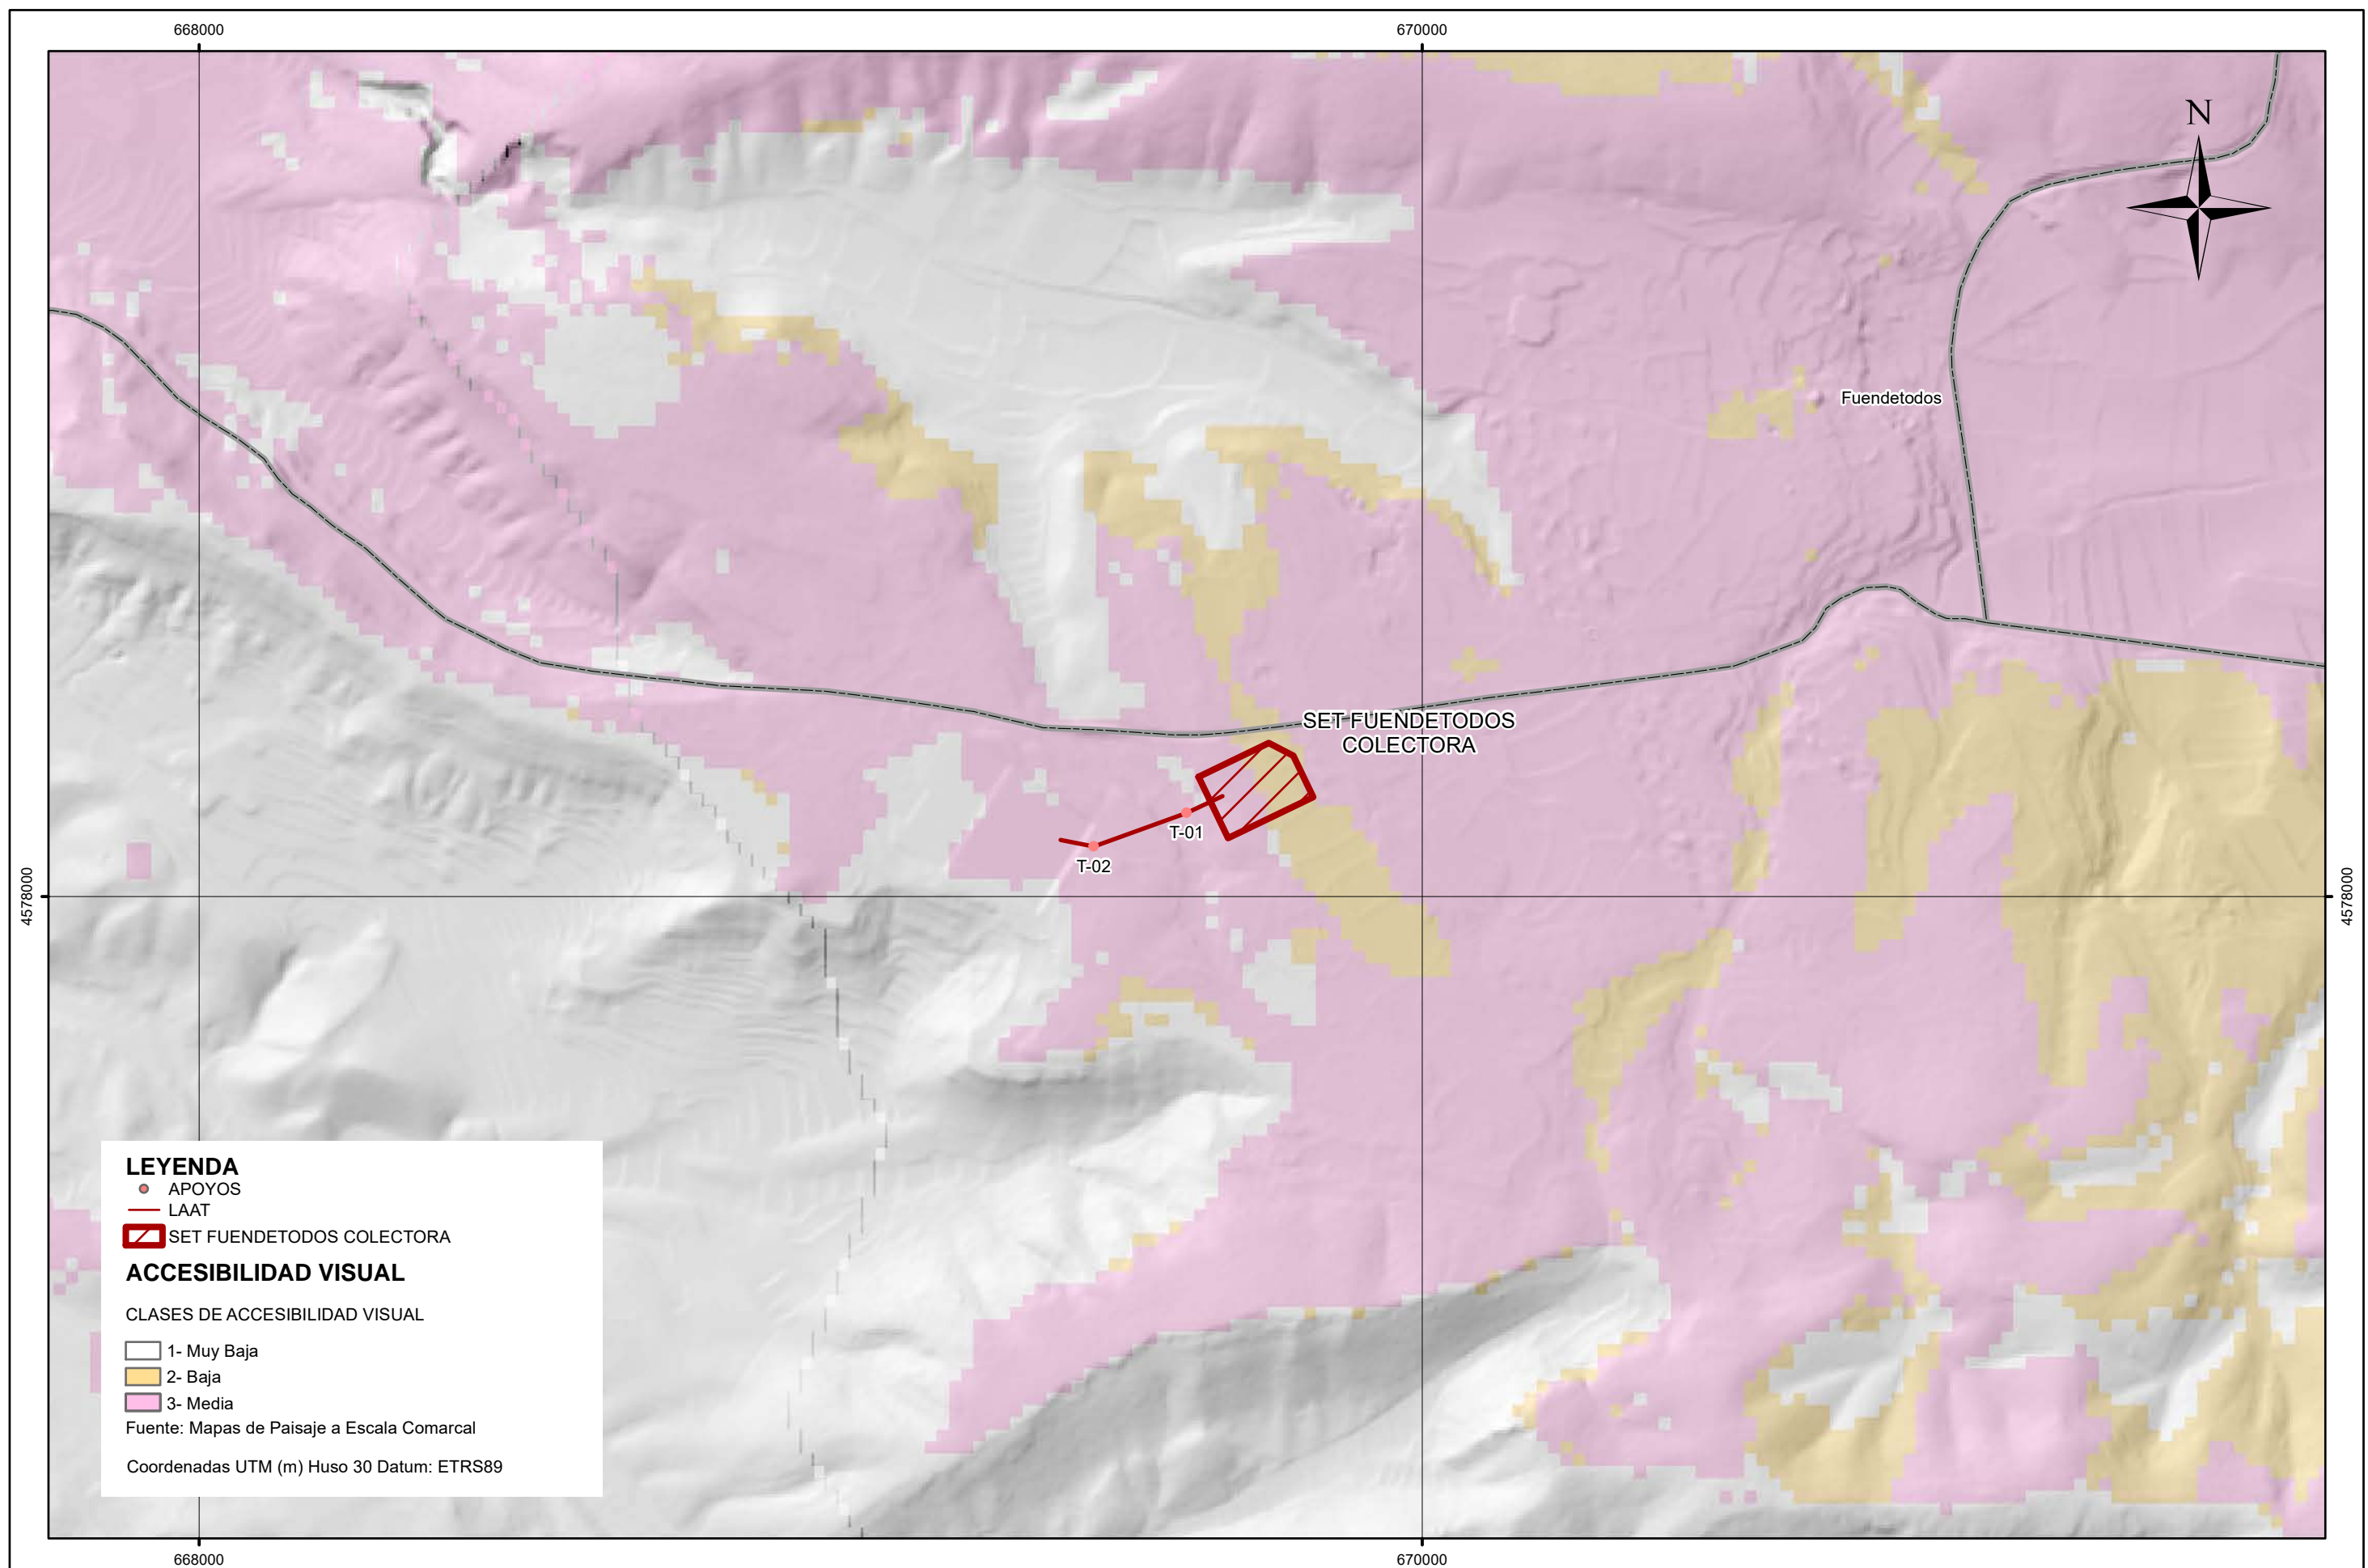 668000
670000
N
Fuendetodos
SET FUENDETODOS
COLECTORA
T-01
T-02
4578000
4578000
LEYENDA
APOYOS
LAAT
SET FUENDETODOS COLECTORA
ACCESIBILIDAD VISUAL
CLASES DE ACCESIBILIDAD VISUAL
1- Muy Baja
2- Baja
3- Media
Fuente: Mapas de Paisaje a Escala Comarcal
Coordenadas UTM (m) Huso 30 Datum: ETRS89
668000
670000